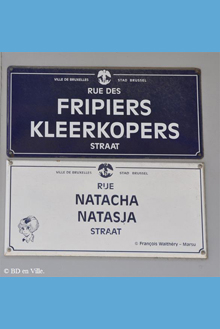 VILLE DE BRUXELLES STAD BRUSSEL
RUE DES
FRIPIERS
KLEERKOPERS
STRAAT
VILLE DE BRUXELLES STAD BRUSSEL
RUE
NATACHA
NATASJA
STRAAT
© François Walthéry - Marsu
© BD en Ville.